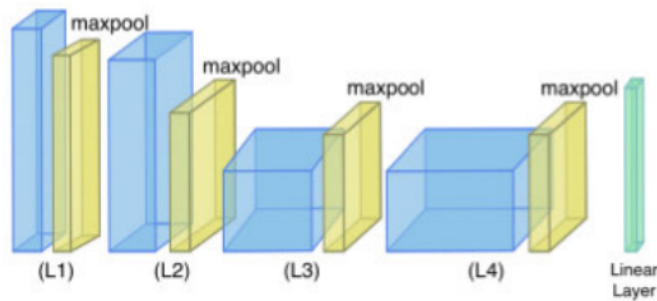 maxpool
maxpool
maxpool
maxpool
(L1)
(L2)
(L3)
(L4)
Linear
Layer